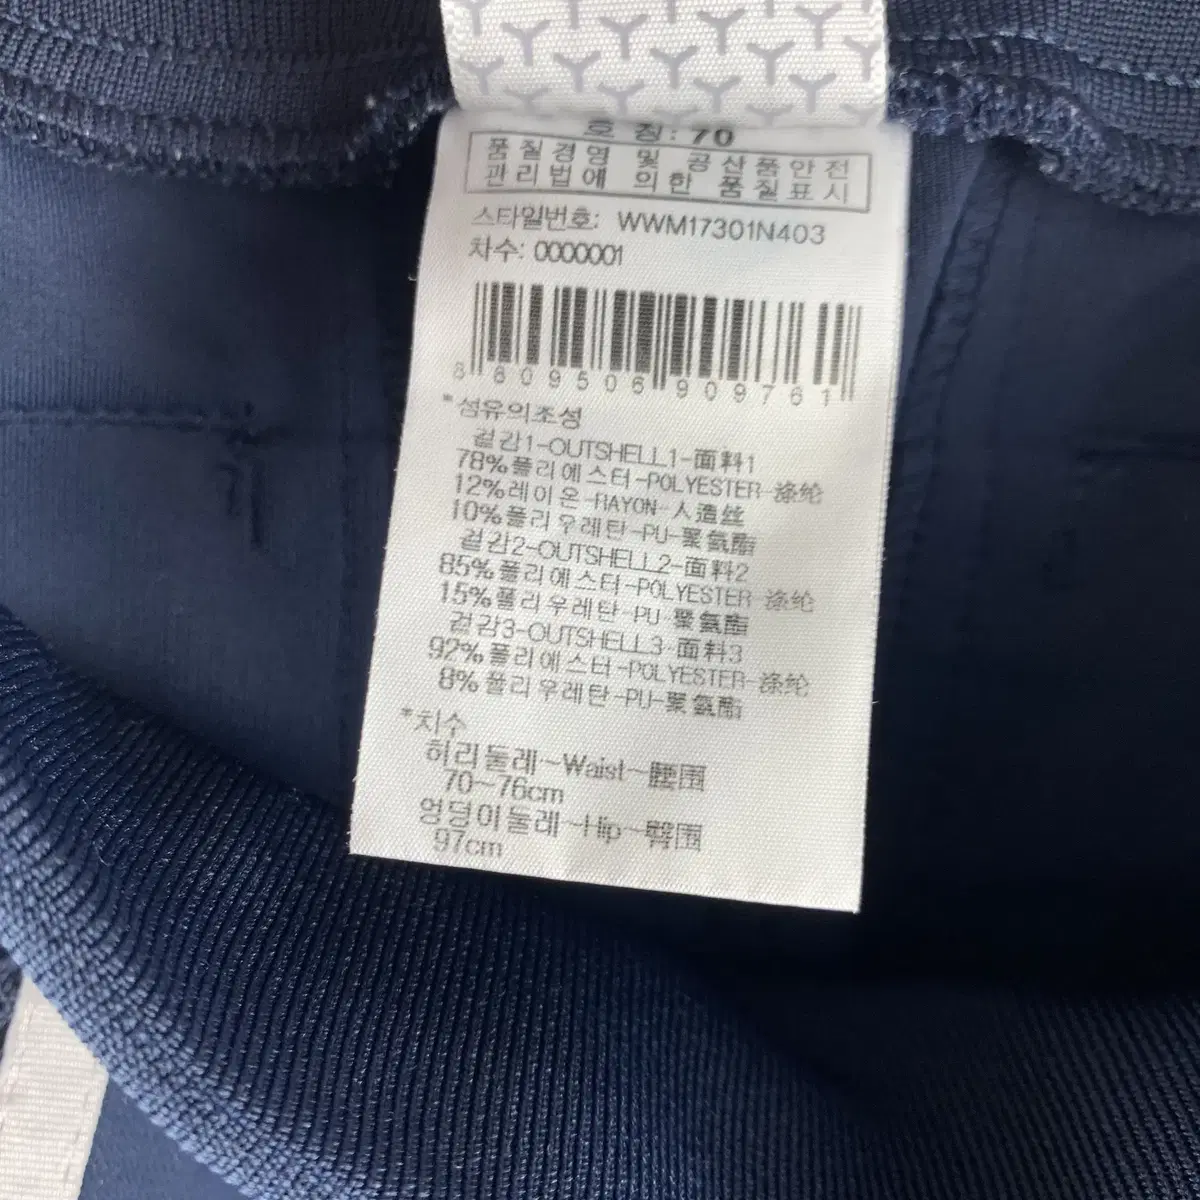 호 칭: 70
품질경영 및 공산품안전
관리법에 의한 품질표시
스타일번호: WWM17301N403
차수: 0000001
8 809506 909761
*섬유의조성
겉감1-OUTSHELL1-面料1
78%폴리에스터-POLYESTER-涤纶
12%레이온-RAYON-人造丝
10%폴리우레탄-PU-聚氨酯
겉감2-OUTSHELL2-面料2
85%폴리에스터-POLYESTER-涤纶
15%폴리우레탄-PU-聚氨酯
겉감3-OUTSHELL3-面料3
92%폴리에스터-POLYESTER-涤纶
8%폴리우레탄-PU-聚氨酯
*치수
허리둘레~Waist~腰围
70~76cm
엉덩이둘레~Hip~臀围
97cm